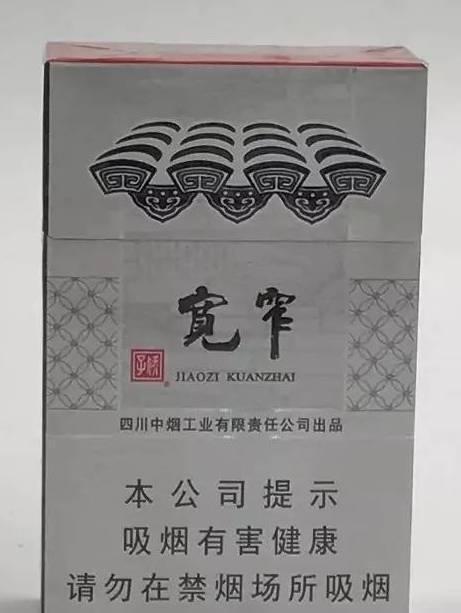 宽窄
娇子
®
JIAOZI KUANZHAI
四川中烟工业有限责任公司出品
本公司提示
吸烟有害健康
请勿在禁烟场所吸烟